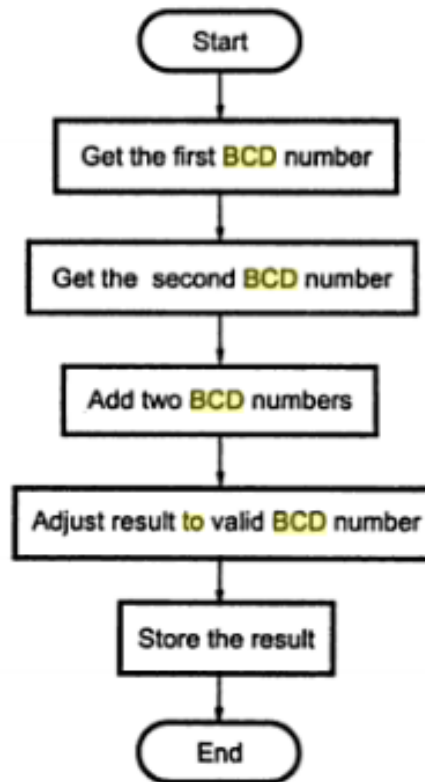 Start
Get the first BCD number
Get the second BCD number
Add two BCD numbers
Adjust result to valid BCD number
Store the result
End